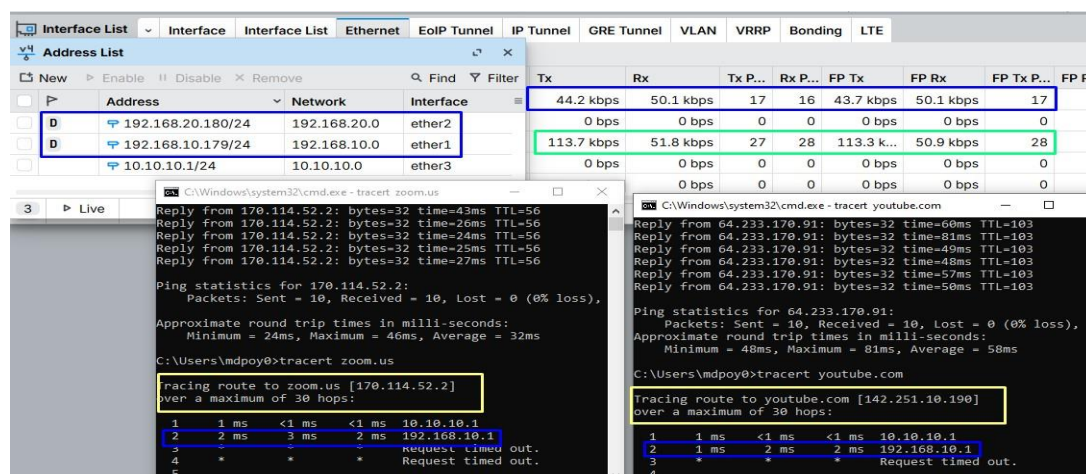 Interface List Interface Interface List Ethernet EoIP Tunnel IP Tunnel GRE Tunnel VLAN VRRP Bonding LTE
Address List
New Enable Disable Remove Find Filter
Address Network Interface
D 192.168.20.180/24 192.168.20.0 ether2
D 192.168.10.179/24 192.168.10.0 ether1
10.10.10.1/24 10.10.10.0 ether3
3 Live
Tx Rx Tx P... Rx P... FP Tx FP Rx FP Tx P...
44.2 kbps 50.1 kbps 17 16 43.7 kbps 50.1 kbps 17
0 bps 0 bps 0 0 0 bps 0 bps 0
113.7 kbps 51.8 kbps 27 28 113.3 k... 50.9 kbps 28
0 bps 0 bps 0 0 0 bps 0 bps 0
0 bps 0 0 0 bps 0 bps 0
C:\Windows\system32\cmd.exe - tracert zoom.us
Reply from 170.114.52.2: bytes=32 time=43ms TTL=56
Reply from 170.114.52.2: bytes=32 time=26ms TTL=56
Reply from 170.114.52.2: bytes=32 time=24ms TTL=56
Reply from 170.114.52.2: bytes=32 time=25ms TTL=56
Reply from 170.114.52.2: bytes=32 time=27ms TTL=56
Ping statistics for 170.114.52.2:
Packets: Sent = 10, Received = 10, Lost = 0 (0% loss),
Approximate round trip times in milli-seconds:
Minimum = 24ms, Maximum = 46ms, Average = 32ms
C:\Users\mdpoy0>tracert zoom.us
Tracing route to zoom.us [170.114.52.2]
over a maximum of 30 hops:
1 1 ms <1 ms <1 ms 10.10.10.1
2 2 ms 3 ms 2 ms 192.168.10.1
3 * * * Request timed out.
4 * * * Request timed out.
5
C:\Windows\system32\cmd.exe - tracert youtube.com
Reply from 64.233.170.91: bytes=32 time=60ms TTL=103
Reply from 64.233.170.91: bytes=32 time=81ms TTL=103
Reply from 64.233.170.91: bytes=32 time=49ms TTL=103
Reply from 64.233.170.91: bytes=32 time=48ms TTL=103
Reply from 64.233.170.91: bytes=32 time=57ms TTL=103
Reply from 64.233.170.91: bytes=32 time=50ms TTL=103
Ping statistics for 64.233.170.91:
Packets: Sent = 10, Received = 10, Lost = 0 (0% loss),
Approximate round trip times in milli-seconds:
Minimum = 48ms, Maximum = 81ms, Average = 58ms
C:\Users\mdpoy0>tracert youtube.com
Tracing route to youtube.com [142.251.10.190]
over a maximum of 30 hops:
1 1 ms <1 ms <1 ms 10.10.10.1
2 1 ms 2 ms 2 ms 192.168.10.1
3 * * * Request timed out.